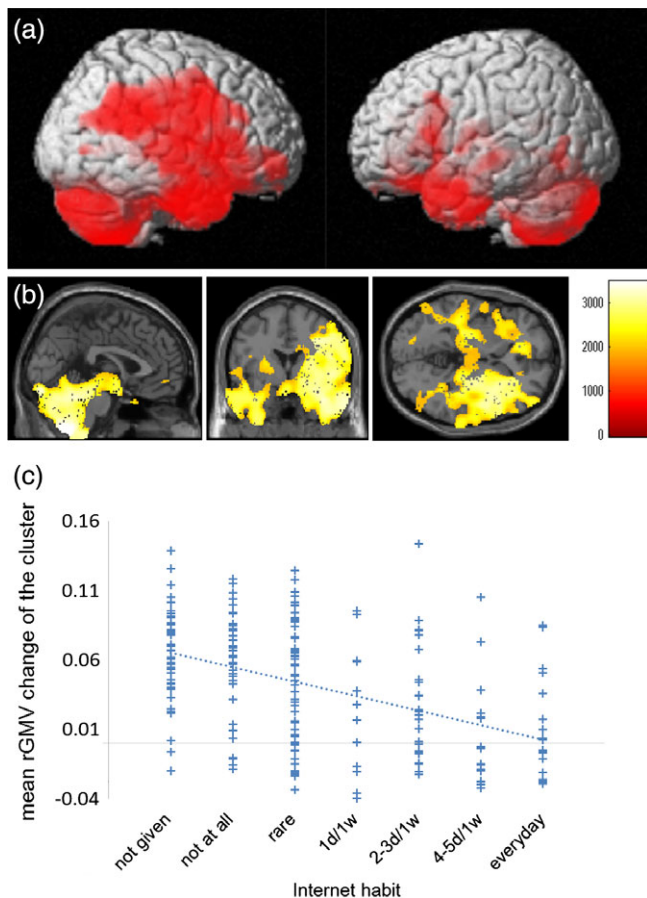 (a)
(b)
3000
2000
1000
0
(c)
mean rGMV change of the cluster
0.16
0.11
0.06
0.01
-0.04
not given
not at all
rare
1d/1w
2-3d/1w
4-5d/1w
everyday
Internet habit